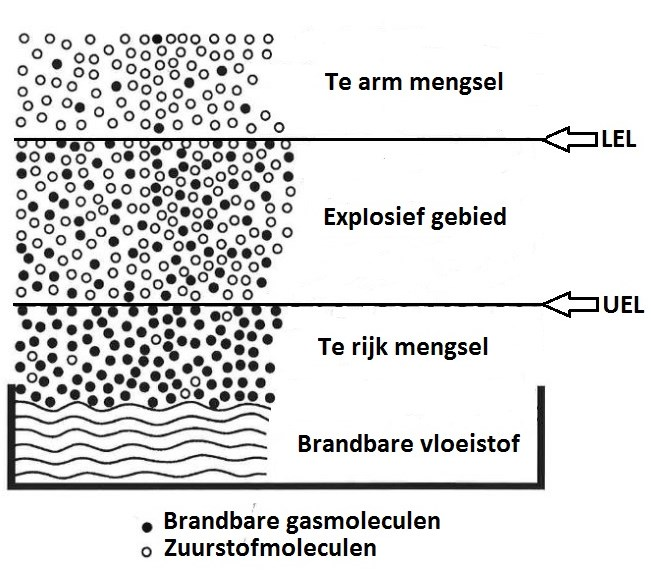 Te arm mengsel
LEL
Explosief gebied
UEL
Te rijk mengsel
Brandbare vloeistof
Brandbare gasmoleculen
Zuurstofmoleculen